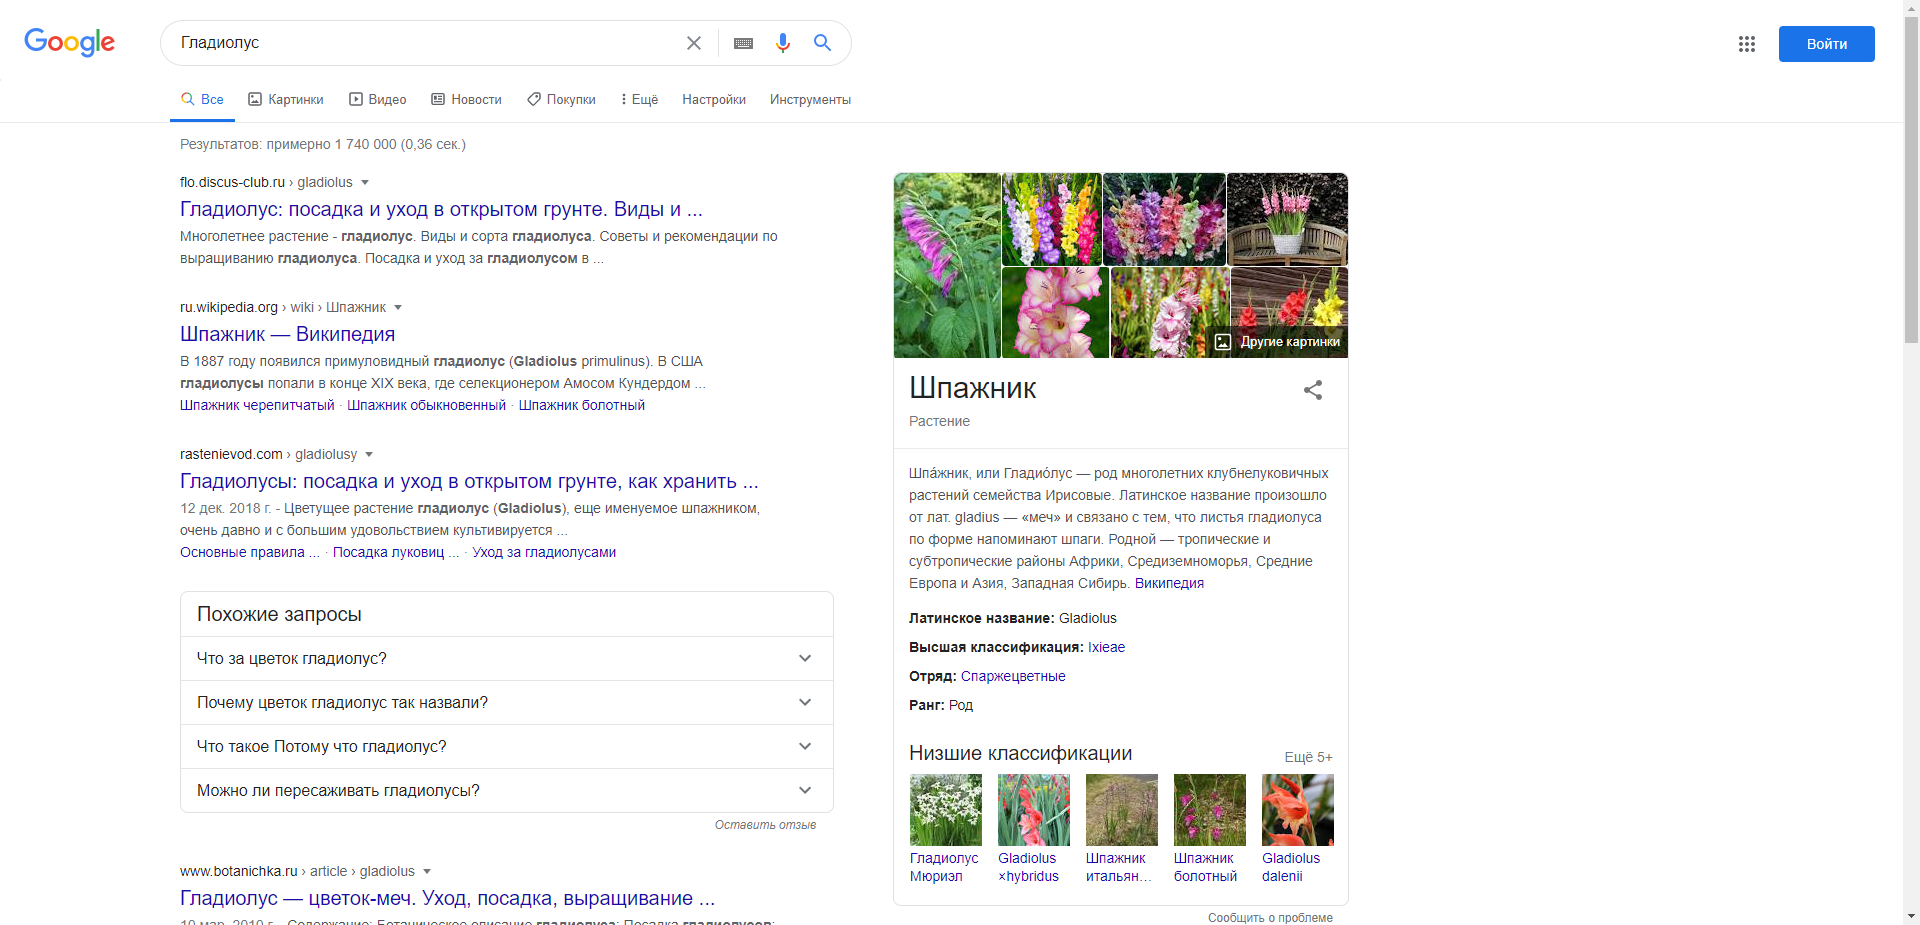 Google
Гладиолус
Войти
Все
Картинки
Видео
Новости
Покупки
Ещё
Настройки
Инструменты
Результатов: примерно 1 740 000 (0,36 сек.)
flo.discus-club.ru › gladiolus
Гладиолус: посадка и уход в открытом грунте. Виды и ...
Многолетнее растение - гладиолус. Виды и сорта гладиолуса. Советы и рекомендации по
выращиванию гладиолуса. Посадка и уход за гладиолусом в ...
ru.wikipedia.org › wiki › Шпажник
Шпажник — Википедия
В 1887 году появился примуловидный гладиолус (Gladiolus primulinus). В США
гладиолусы попали в конце XIX века, где селекционером Амосом Кундердом ...
Шпажник черепитчатый · Шпажник обыкновенный · Шпажник болотный
rastenievod.com › gladiolusy
Гладиолусы: посадка и уход в открытом грунте, как хранить ...
12 дек. 2018 г. - Цветущее растение гладиолус (Gladiolus), еще именуемое шпажником,
очень давно и с большим удовольствием культивируется ...
Основные правила ... · Посадка луковиц ... · Уход за гладиолусами
Похожие запросы
Что за цветок гладиолус?
Почему цветок гладиолус так назвали?
Что такое Потому что гладиолус?
Можно ли пересаживать гладиолусы?
Оставить отзыв
www.botanichka.ru › article › gladiolus
Гладиолус — цветок-меч. Уход, посадка, выращивание ...
10 мар. 2010 г. - Содержание: Ботаническое описание гладиолуса; Посадка гладиолусов;
Другие картинки
Шпажник
Растение
Шпа́жник, или Гладио́лус — род многолетних клубнелуковичных
растений семейства Ирисовые. Латинское название произошло
от лат. gladius — «меч» и связано с тем, что листья гладиолуса
по форме напоминают шпаги. Родной — тропические и
субтропические районы Африки, Средиземноморья, Средние
Европа и Азия, Западная Сибирь. Википедия
Латинское название: Gladiolus
Высшая классификация: Ixieae
Отряд: Спаржецветные
Ранг: Род
Низшие классификации
Ещё 5+
Гладиолус
Мюриэл
Gladiolus
×hybridus
Шпажник
итальян...
Шпажник
болотный
Gladiolus
dalenii
Сообщить о проблеме